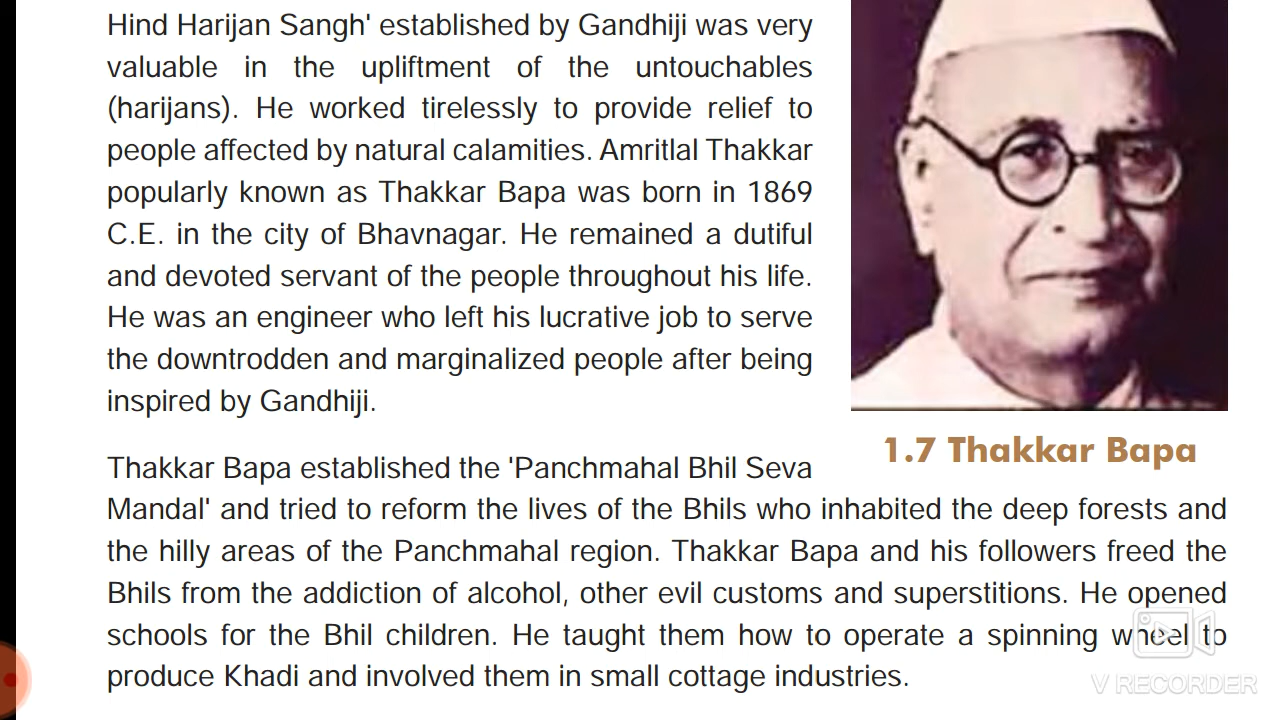 Hind Harijan Sangh' established by Gandhiji was very
valuable in the upliftment of the untouchables
(harijans). He worked tirelessly to provide relief to
people affected by natural calamities. Amritlal Thakkar
popularly known as Thakkar Bapa was born in 1869
C.E. in the city of Bhavnagar. He remained a dutiful
and devoted servant of the people throughout his life.
He was an engineer who left his lucrative job to serve
the downtrodden and marginalized people after being
inspired by Gandhiji.
1.7 Thakkar Bapa
Thakkar Bapa established the 'Panchmahal Bhil Seva
Mandal' and tried to reform the lives of the Bhils who inhabited the deep forests and
the hilly areas of the Panchmahal region. Thakkar Bapa and his followers freed the
Bhils from the addiction of alcohol, other evil customs and superstitions. He opened
schools for the Bhil children. He taught them how to operate a spinning wheel to
produce Khadi and involved them in small cottage industries.
V RECORDER